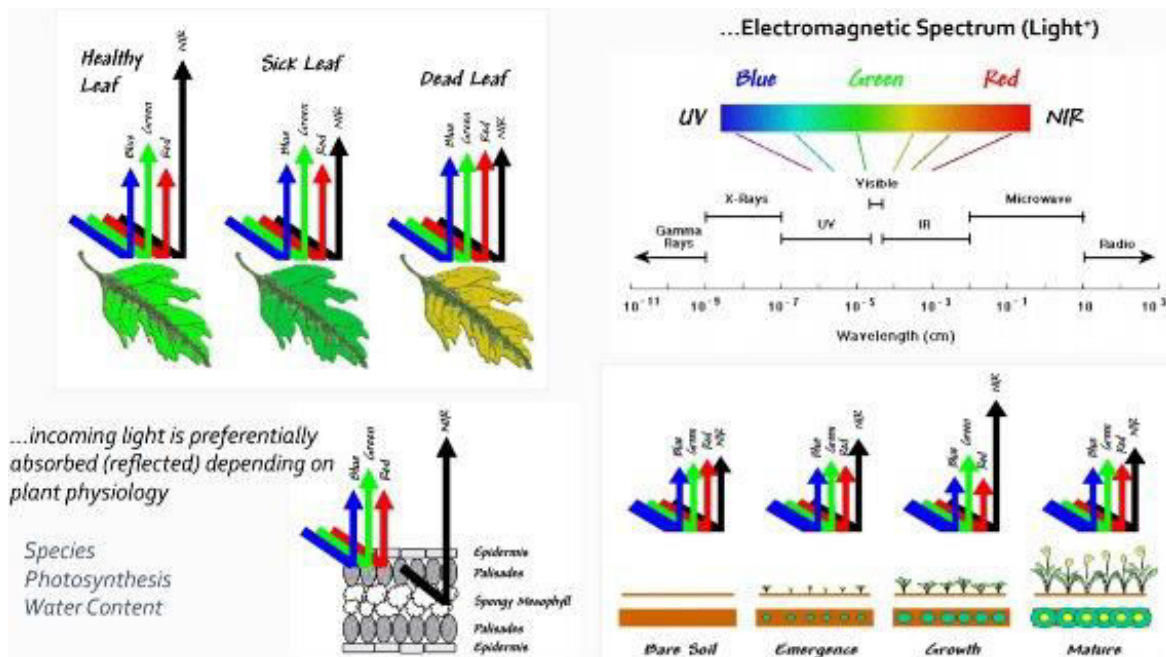 Healthy
Leaf
Blue
Green
Red
NIR
Sick Leaf
Blue
Green
Red
NIR
Dead Leaf
Blue
Green
Red
NIR
...Electromagnetic Spectrum (Light⁺)
Blue Green Red
UV NIR
Visible
X-Rays Microwave
Gamma
Rays
UV IR
Radio
10⁻¹¹ 10⁻⁹ 10⁻⁷ 10⁻⁵ 10⁻³ 10⁻¹ 10 10³
Wavelength (cm)
...incoming light is preferentially
absorbed (reflected) depending on
plant physiology
Species
Photosynthesis
Water Content
Blue
Green
Red
NIR
Epidermis
Palisades
Spongy Mesophyll
Palisades
Epidermis
Blue
Green
Red
NIR
Blue
Green
Red
NIR
Blue
Green
Red
NIR
Blue
Green
Red
NIR
Bare Soil Emergence Growth Mature